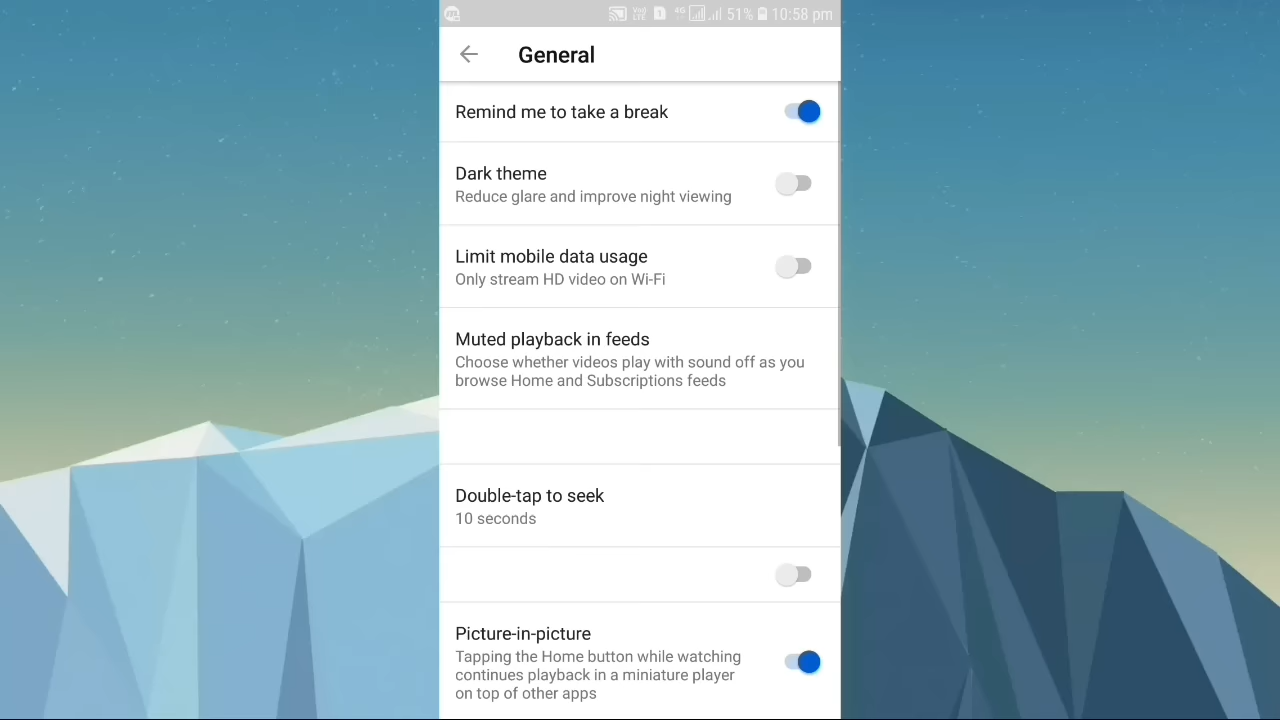 VoLTE 1 4G 51% 10:58 pm
General
Remind me to take a break
Dark theme
Reduce glare and improve night viewing
Limit mobile data usage
Only stream HD video on Wi-Fi
Muted playback in feeds
Choose whether videos play with sound off as you
browse Home and Subscriptions feeds
Double-tap to seek
10 seconds
Picture-in-picture
Tapping the Home button while watching
continues playback in a miniature player
on top of other apps